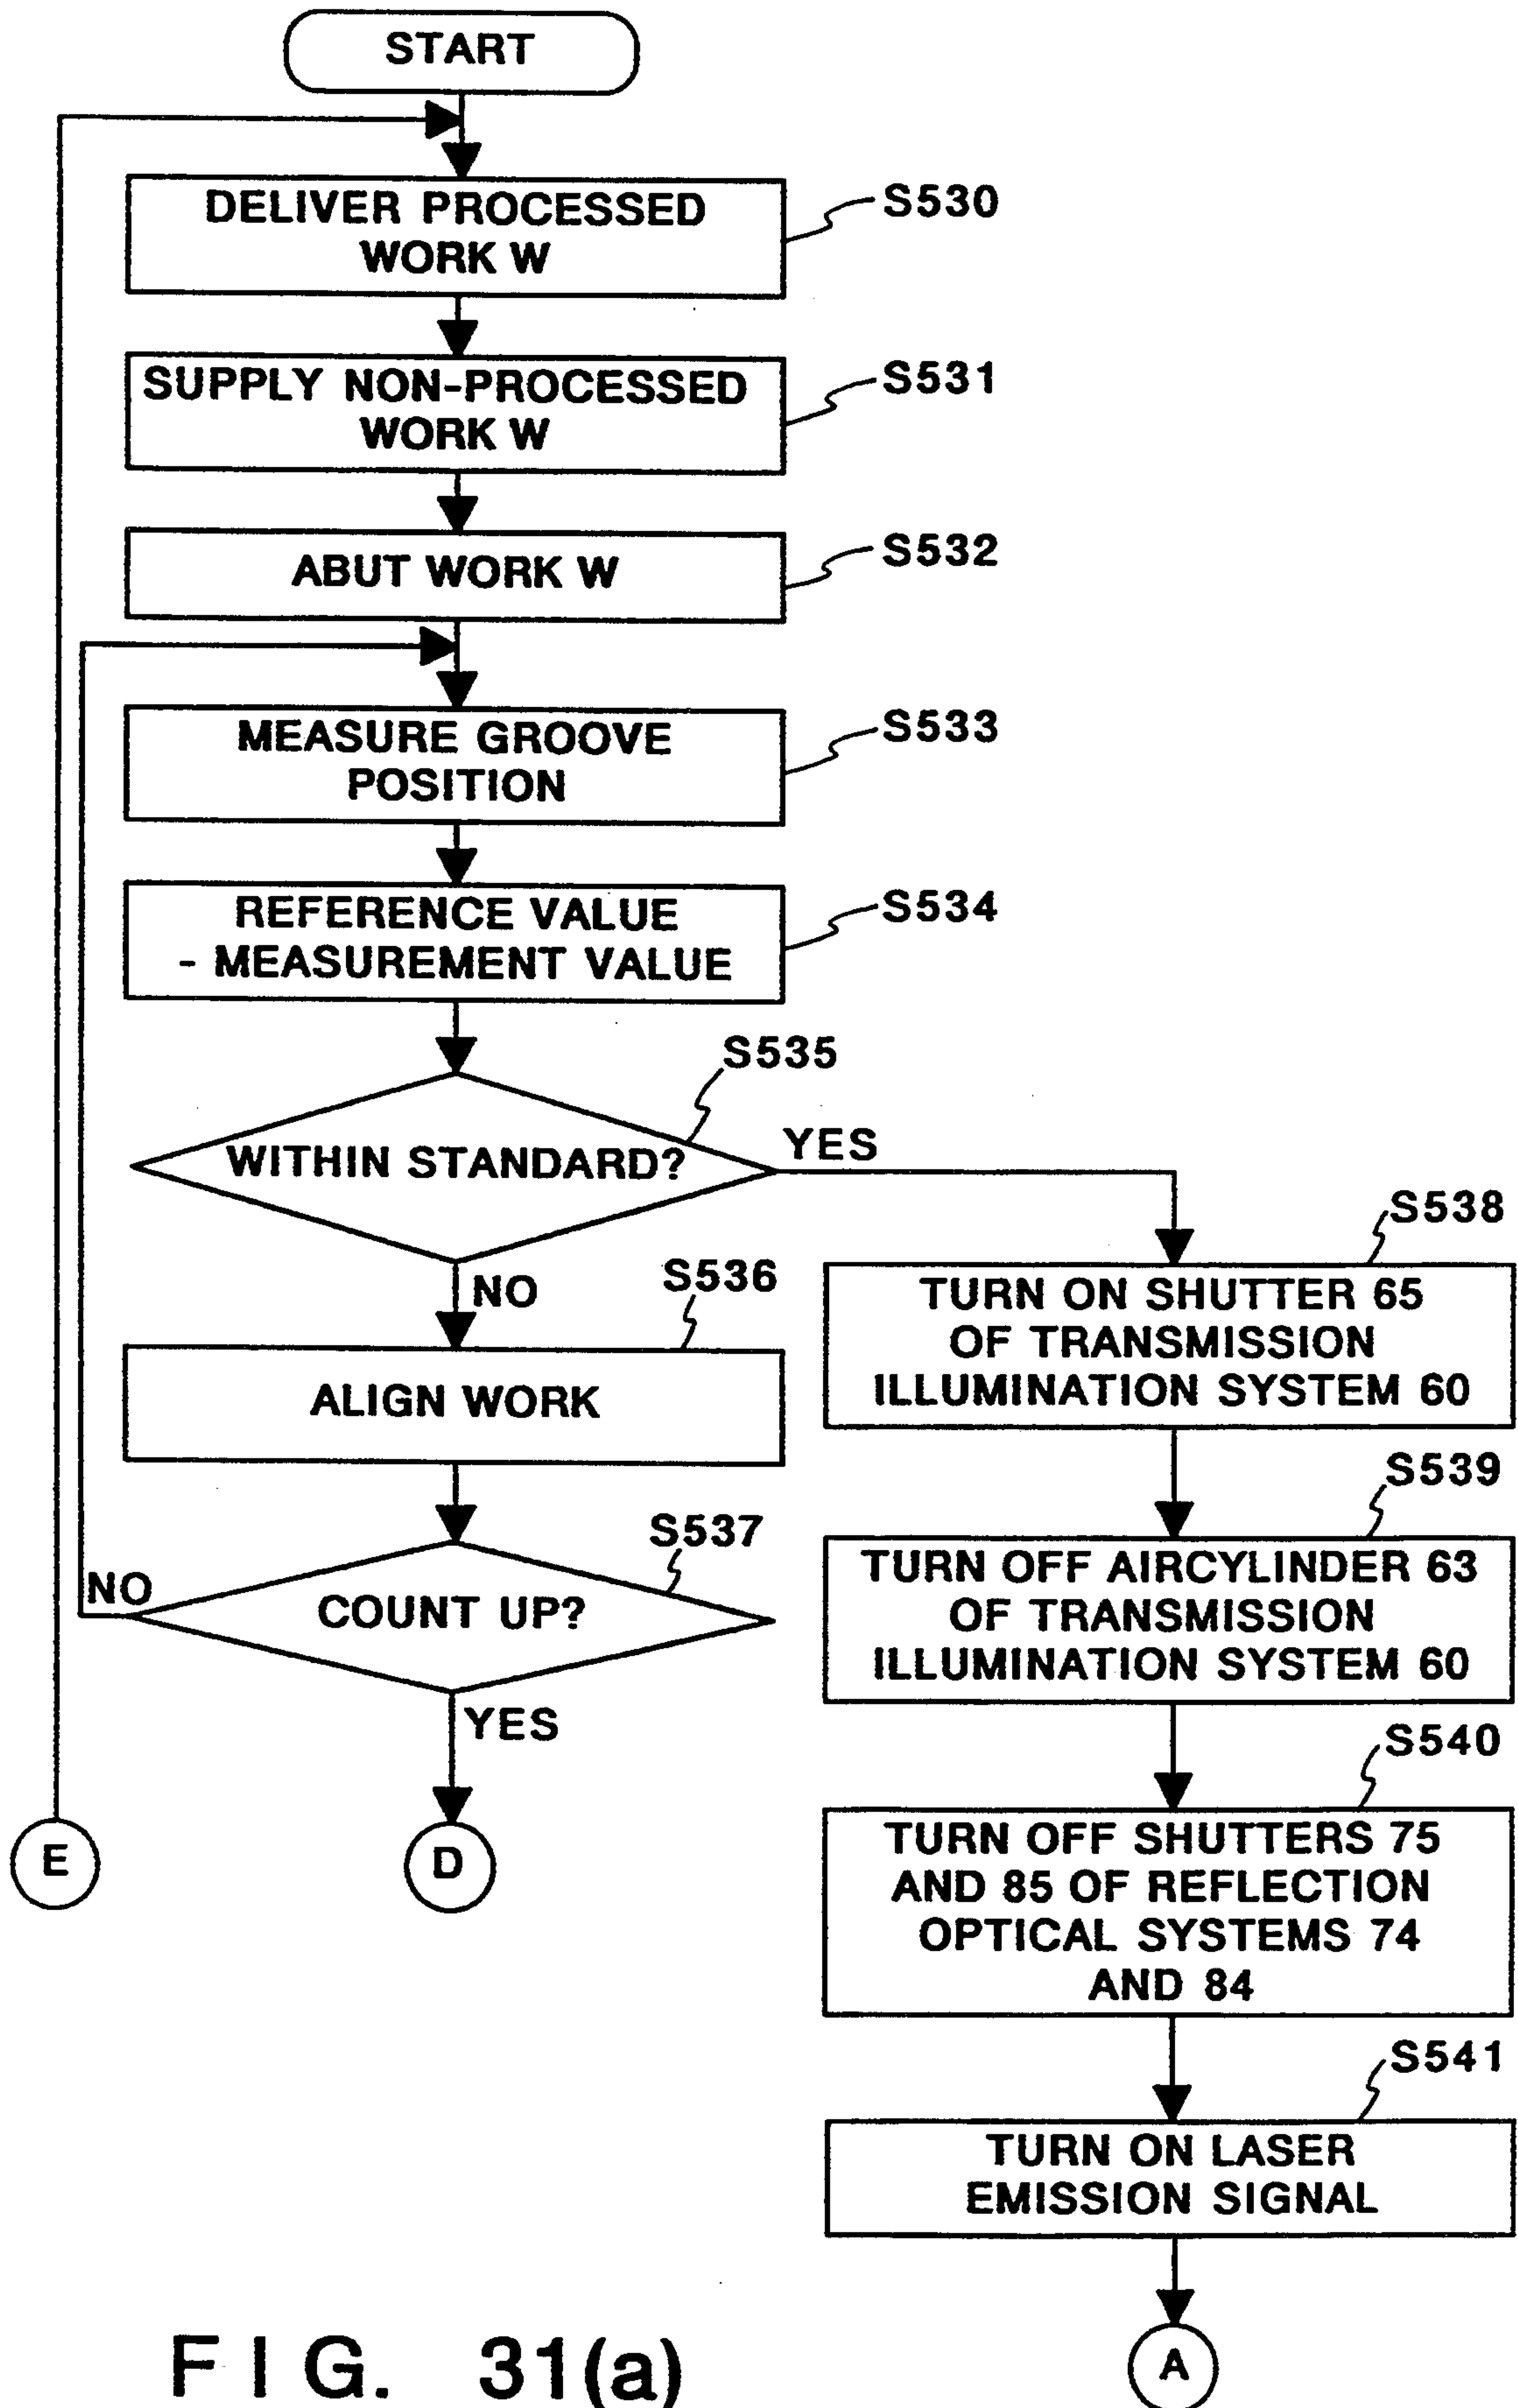 START
DELIVER PROCESSED
WORK W
S530
SUPPLY NON-PROCESSED
WORK W
S531
ABUT WORK W
S532
MEASURE GROOVE
POSITION
S533
REFERENCE VALUE
- MEASUREMENT VALUE
S534
S535
WITHIN STANDARD?
YES
NO
S536
ALIGN WORK
S537
COUNT UP?
NO
YES
E
D
S538
TURN ON SHUTTER 65
OF TRANSMISSION
ILLUMINATION SYSTEM 60
S539
TURN OFF AIRCYLINDER 63
OF TRANSMISSION
ILLUMINATION SYSTEM 60
S540
TURN OFF SHUTTERS 75
AND 85 OF REFLECTION
OPTICAL SYSTEMS 74
AND 84
S541
TURN ON LASER
EMISSION SIGNAL
A
FIG. 31(a)